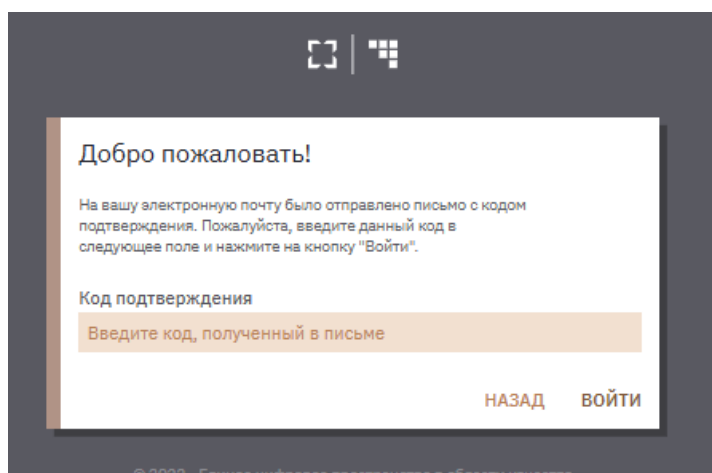 Добро пожаловать!
На вашу электронную почту было отправлено письмо с кодом
подтверждения. Пожалуйста, введите данный код в
следующее поле и нажмите на кнопку "Войти".
Код подтверждения
Введите код, полученный в письме
НАЗАД ВОЙТИ